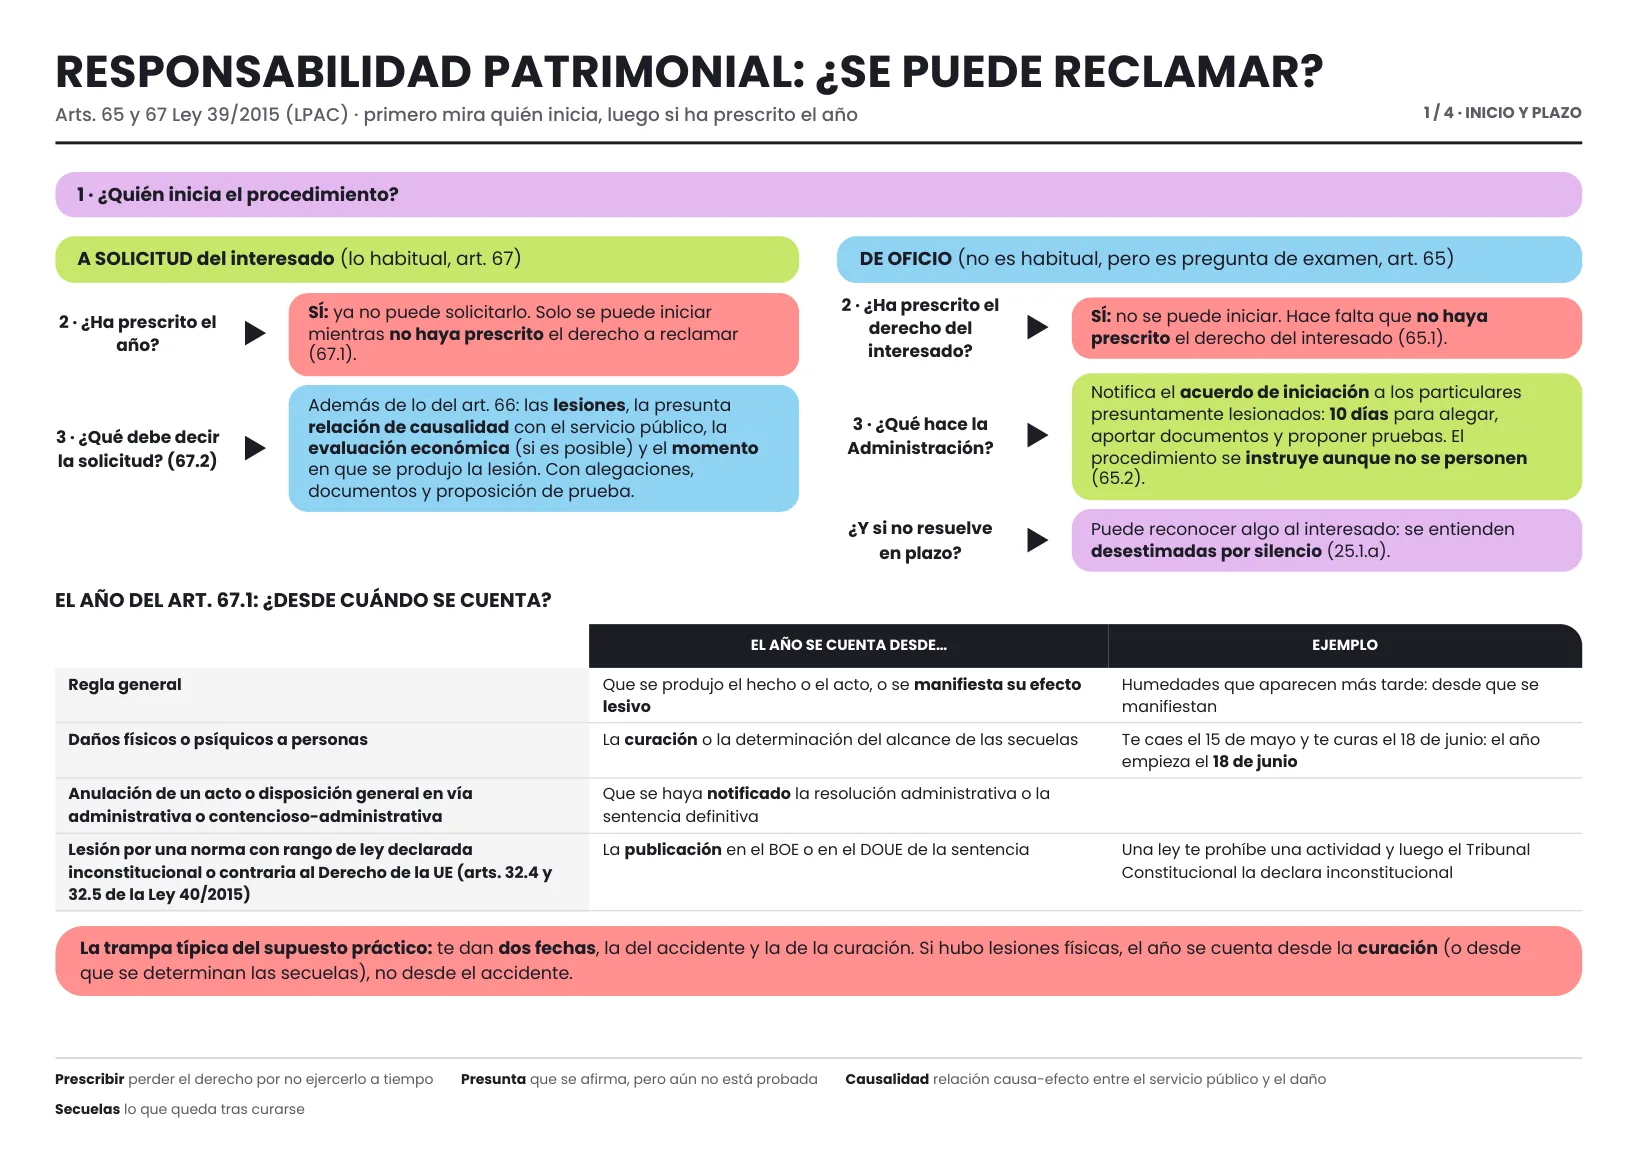 RESPONSABILIDAD PATRIMONIAL: ¿SE PUEDE RECLAMAR?
Arts. 65 y 67 Ley 39/2015 (LPAC) · primero mira quién inicia, luego si ha prescrito el año
1 / 4 · INICIO Y PLAZO
1 · ¿Quién inicia el procedimiento?
A SOLICITUD del interesado (lo habitual, art. 67)
2 · ¿Ha prescrito el
año?
SÍ: ya no puede solicitarlo. Solo se puede iniciar
mientras no haya prescrito el derecho a reclamar
(67.1).
3 · ¿Qué debe decir
la solicitud? (67.2)
Además de lo del art. 66: las lesiones, la presunta
relación de causalidad con el servicio público, la
evaluación económica (si es posible) y el momento
en que se produjo la lesión. Con alegaciones,
documentos y proposición de prueba.
DE OFICIO (no es habitual, pero es pregunta de examen, art. 65)
2 · ¿Ha prescrito el
derecho del
interesado?
SÍ: no se puede iniciar. Hace falta que no haya
prescrito el derecho del interesado (65.1).
3 · ¿Qué hace la
Administración?
Notifica el acuerdo de iniciación a los particulares
presuntamente lesionados: 10 días para alegar,
aportar documentos y proponer pruebas. El
procedimiento se instruye aunque no se personen
(65.2).
¿Y si no resuelve
en plazo?
Puede reconocer algo al interesado: se entienden
desestimadas por silencio (25.1.a).
EL AÑO DEL ART. 67.1: ¿DESDE CUÁNDO SE CUENTA?
EL AÑO SE CUENTA DESDE...
EJEMPLO
Regla general
Que se produjo el hecho o el acto, o se manifiesta su efecto
lesivo
Humedades que aparecen más tarde: desde que se
manifiestan
Daños físicos o psíquicos a personas
La curación o la determinación del alcance de las secuelas
Te caes el 15 de mayo y te curas el 18 de junio: el año
empieza el 18 de junio
Anulación de un acto o disposición general en vía
administrativa o contencioso-administrativa
Que se haya notificado la resolución administrativa o la
sentencia definitiva
Lesión por una norma con rango de ley declarada
inconstitucional o contraria al Derecho de la UE (arts. 32.4 y
32.5 de la Ley 40/2015)
La publicación en el BOE o en el DOUE de la sentencia
Una ley te prohíbe una actividad y luego el Tribunal
Constitucional la declara inconstitucional
La trampa típica del supuesto práctico: te dan dos fechas, la del accidente y la de la curación. Si hubo lesiones físicas, el año se cuenta desde la curación (o desde
que se determinan las secuelas), no desde el accidente.
Prescribir perder el derecho por no ejercerlo a tiempo
Presunta que se afirma, pero aún no está probada
Causalidad relación causa-efecto entre el servicio público y el daño
Secuelas lo que queda tras curarse